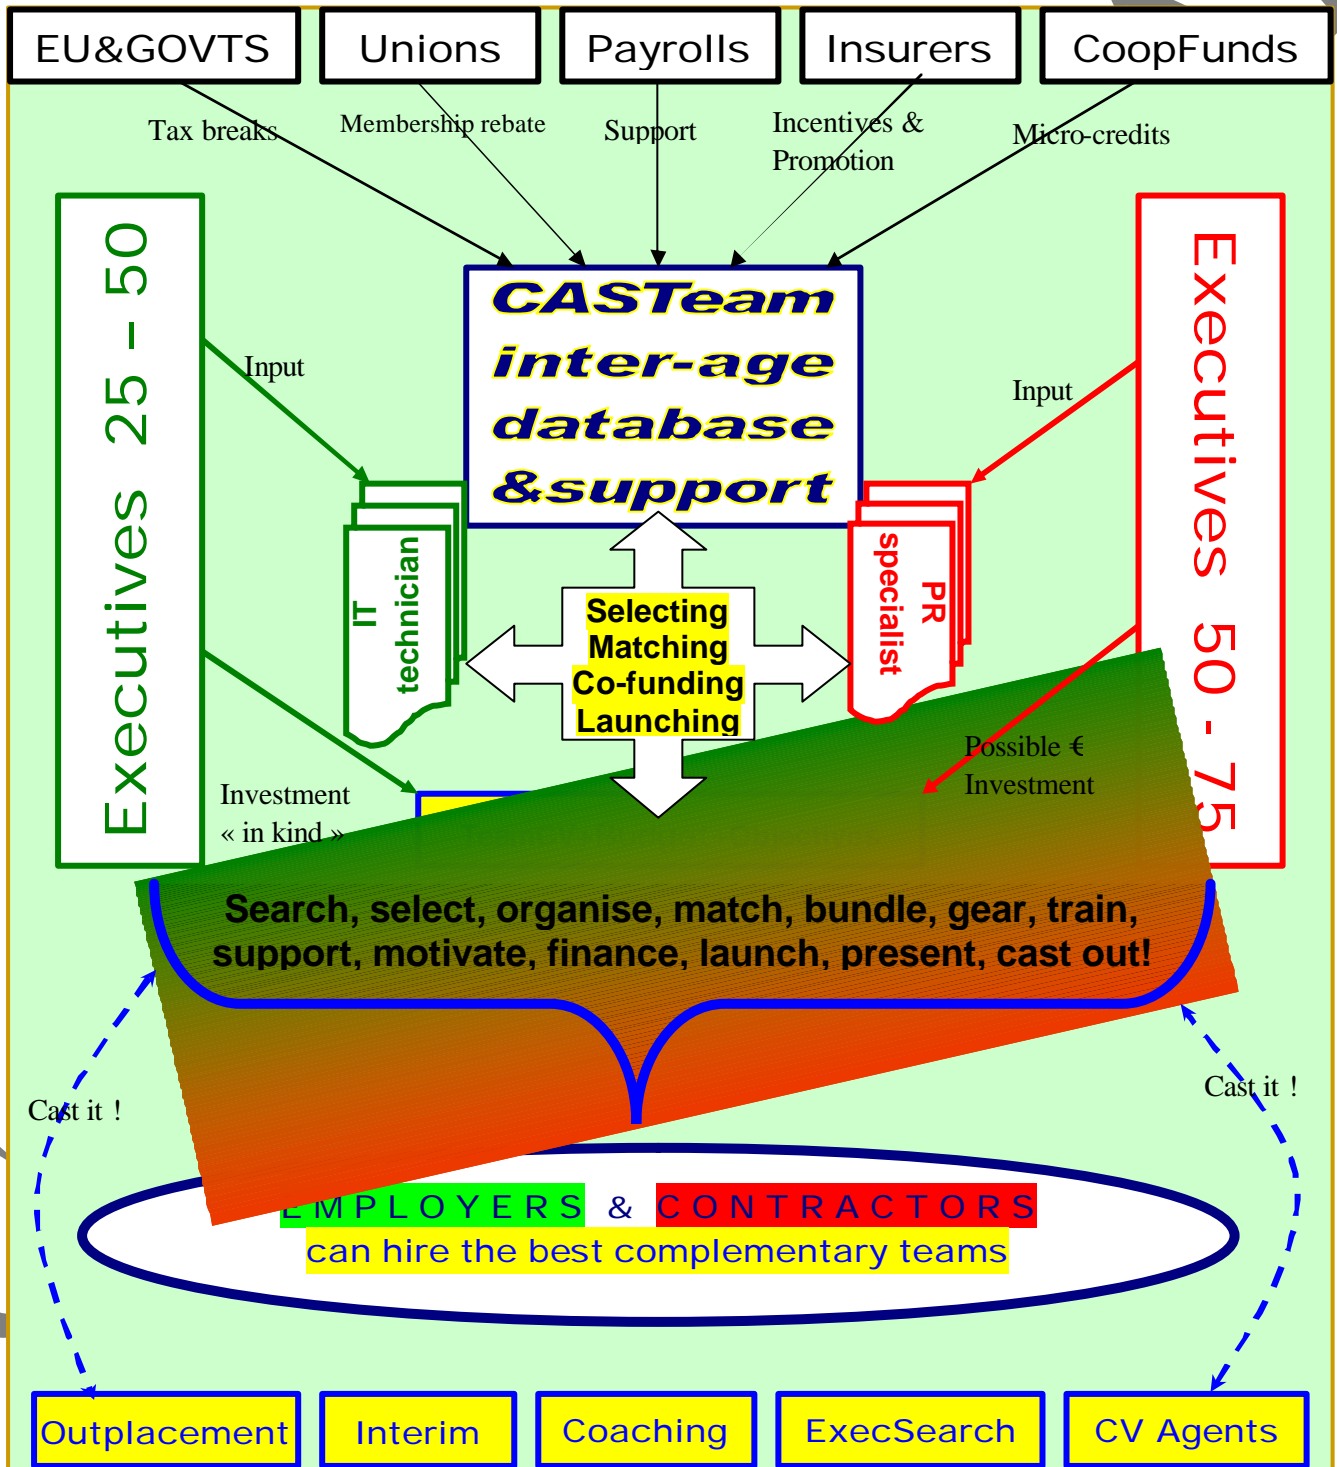 EU&GOVTS
Unions
Payrolls
Insurers
CoopFunds
Tax breaks
Membership rebate
Support
Incentives &
Promotion
Micro-credits
Executives 25 – 50
Executives 50 - 75
CASTeam
inter-age
database
&support
Input
Input
IT
technician
PR
specialist
Selecting
Matching
Co-funding
Launching
Possible €
Investment
Investment
« in kind »
Search, select, organise, match, bundle, gear, train,
support, motivate, finance, launch, present, cast out!
Cast it !
Cast it !
EMPLOYERS & CONTRACTORS
can hire the best complementary teams
Outplacement
Interim
Coaching
ExecSearch
CV Agents